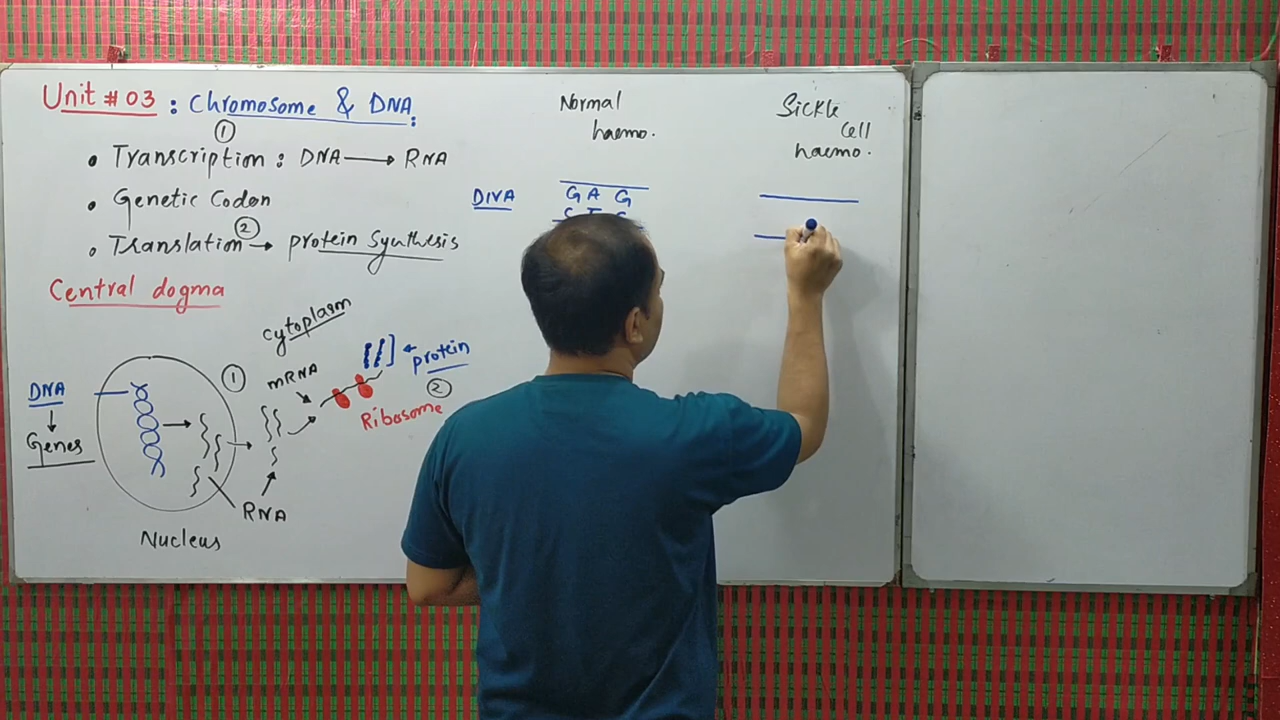 Unit # 03 : Chromosome & DNA:
①
• Transcription : DNA → RNA
• Genetic Codon
②
• Translation → protein Synthesis
Central dogma
cytoplasm
DNA
Genes
①
mRNA
protein
②
Ribosome
RNA
Nucleus
Normal
haemo.
Sickle
cell
haemo.
DNA
G A G